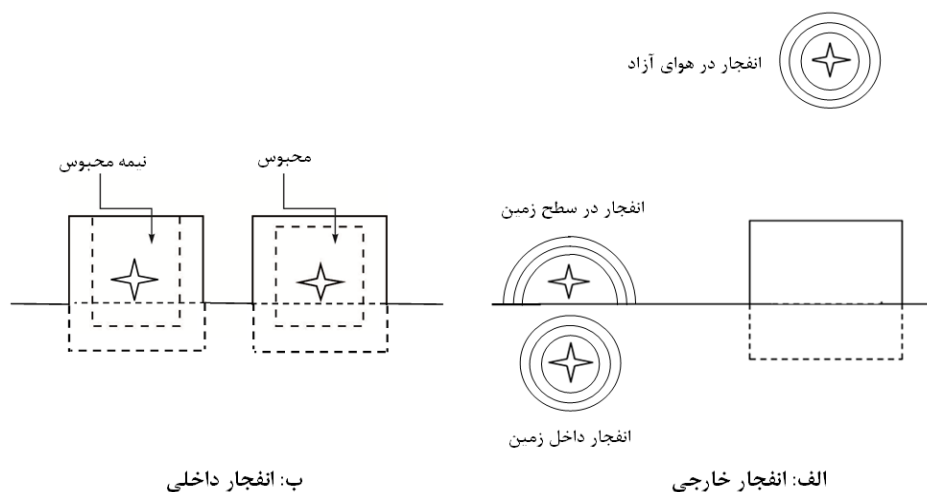 انفجار در هوای آزاد
محبوس
نیمه محبوس
انفجار در سطح زمین
انفجار داخل زمین
الف: انفجار خارجی
ب: انفجار داخلی